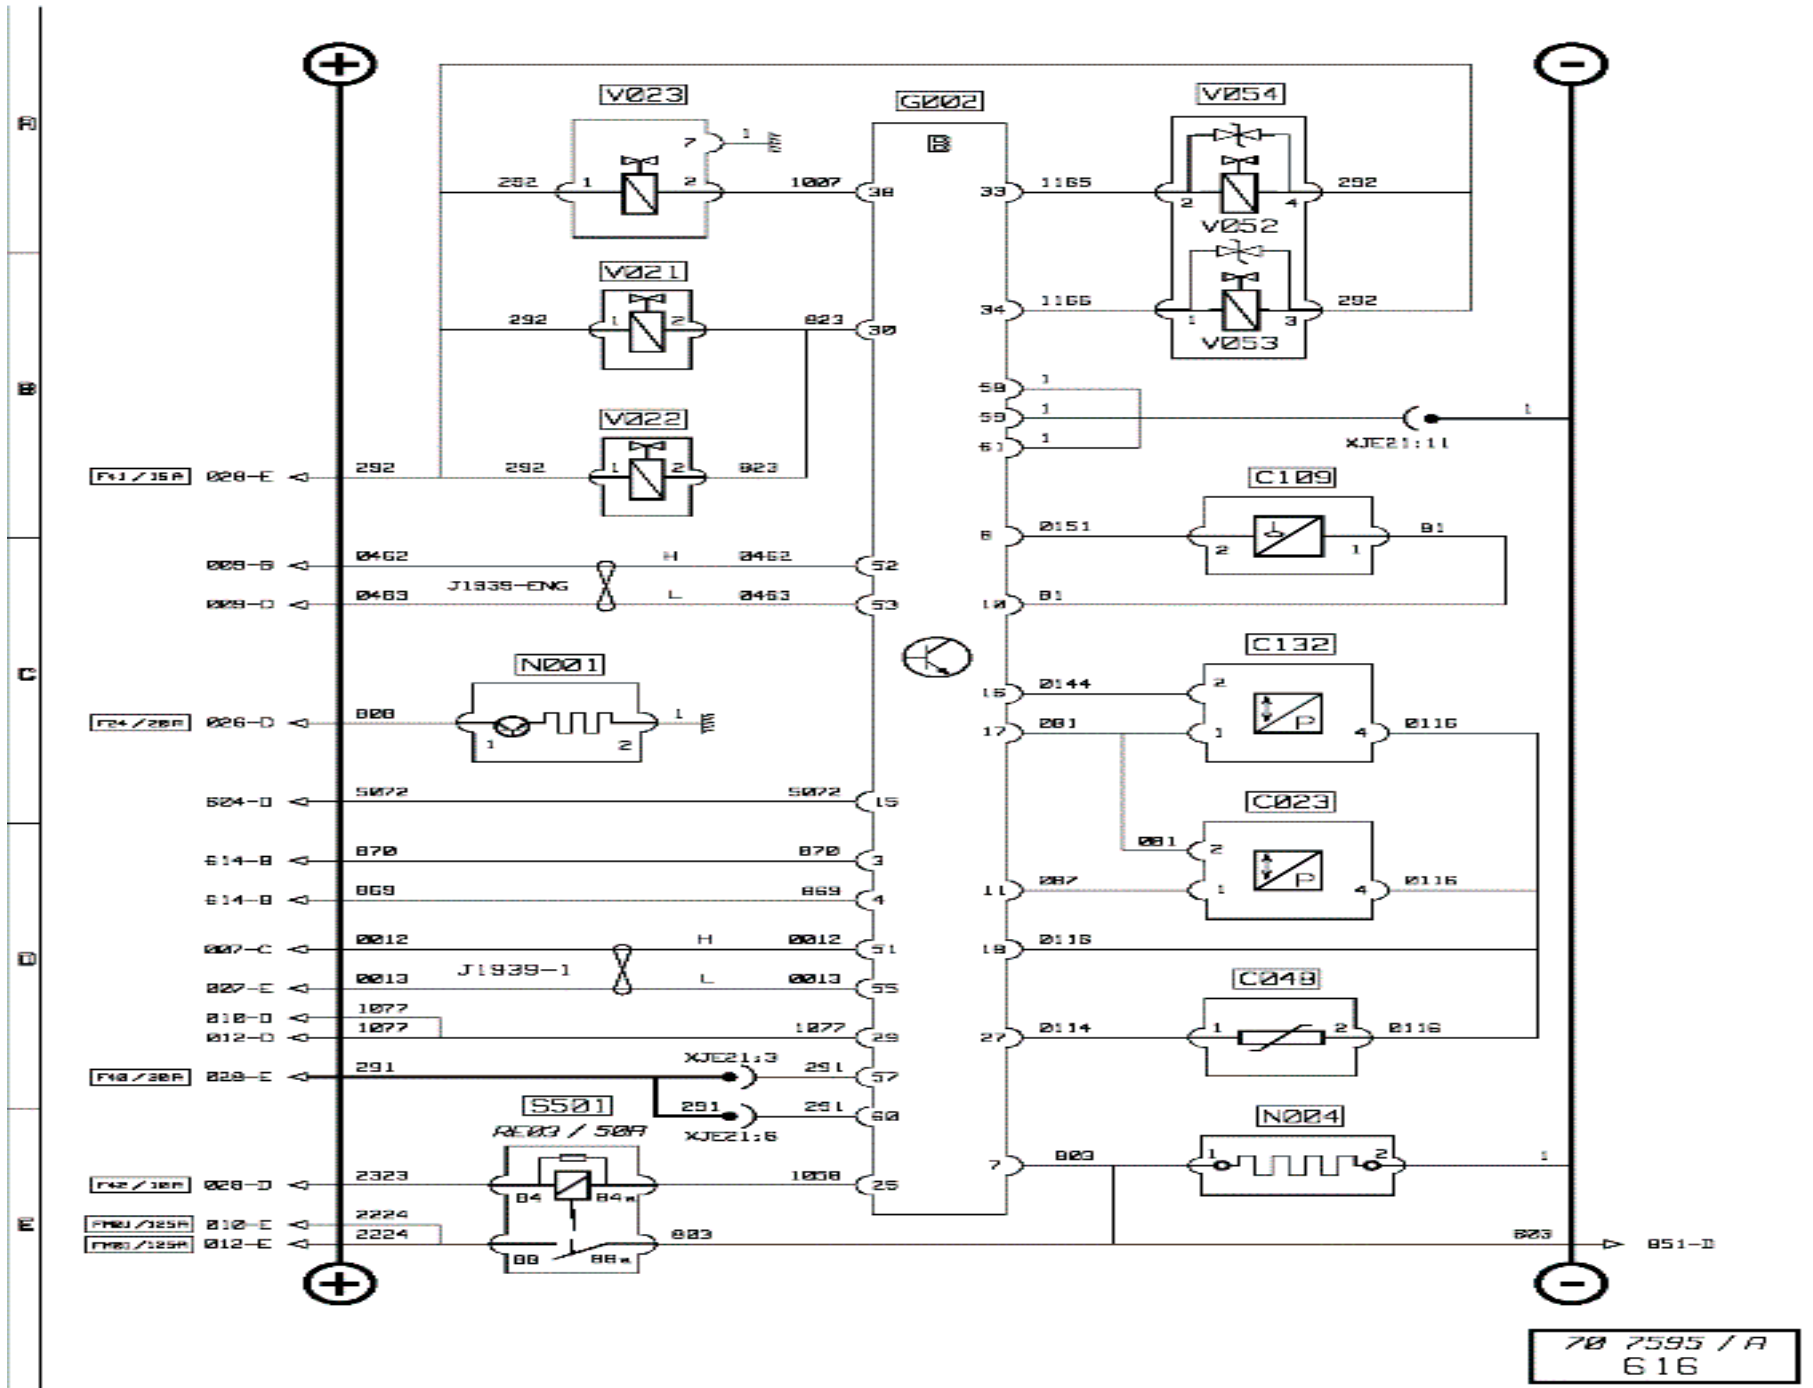 + -
V023 G002 V054
A
B
7 1
292 1 2 1007 38 33 1165 2 4 292
V052
V021
292 1 2 823 30 34 1166 1 3 292
V053
B
58 1
59 1 1
XJE21:11
61 1
V022
F41/15A 028-E 292 292 1 2 823
C109
8 0151 2 1 81
009-B 0462 H 0462 52
J1939-ENG
009-D 0463 L 0463 53 10 81
N001 C132
C
16 0144 2
P
F24/20A 026-D 808 1 2 1 17 081 1 4 0116
604-D 5072 5072 15
C023
081 2
614-B 870 870 3
P
11 087 1 4 0116
614-B 869 869 4
007-C 0012 H 0012 51 18 0116
D
J1939-1
C048
007-E 0013 L 0013 55
010-D 1077
012-D 1077 1077 29 27 0114 1 2 0116
XJE21:3
F40/30A 028-E 291 291 57
S501
291 291 60
XJE21:6
RE03 / 50A
N004
7 803 1 2 1
F42/10A 028-D 2323 84 84a 1058 25
E
FM01/125A 010-E 2224
FM01/125A 012-E 2224 88 88a 803 803 851-D
+ -
70 7595 / A
616